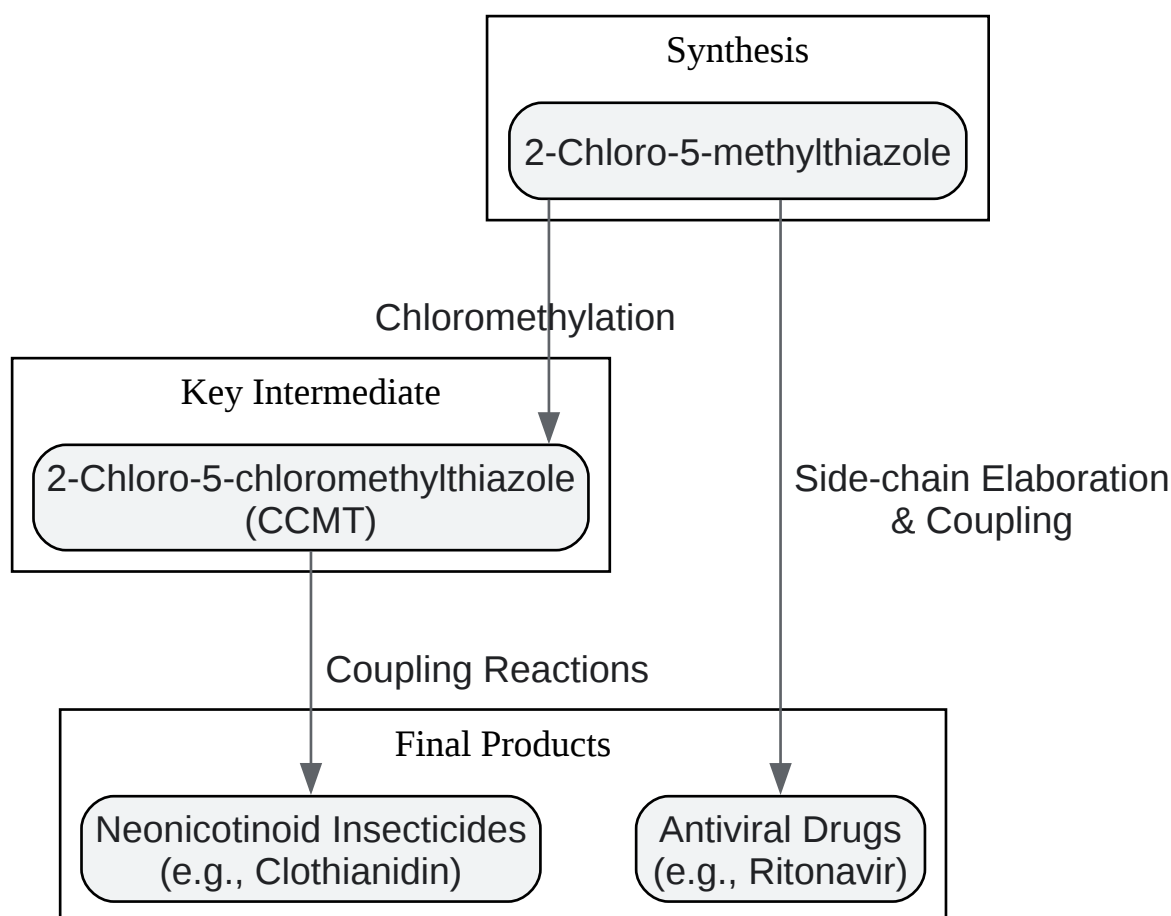 Synthesis
2-Chloro-5-methylthiazole
Chloromethylation
Key Intermediate
2-Chloro-5-chloromethylthiazole
(CCMT)
Side-chain Elaboration
& Coupling
Coupling Reactions
Final Products
Neonicotinoid Insecticides
(e.g., Clothianidin)
Antiviral Drugs
(e.g., Ritonavir)